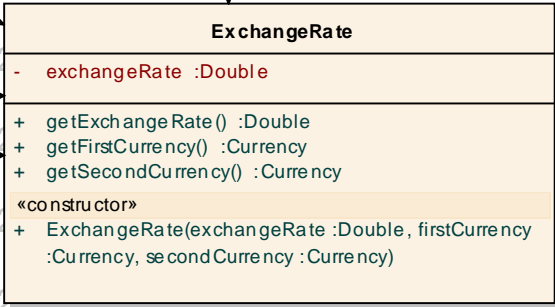 ExchangeRate
- exchangeRate :Double
+ getExchangeRate() :Double
+ getFirstCurrency() :Currency
+ getSecondCurrency() :Currency
«constructor»
+ ExchangeRate(exchangeRate :Double, firstCurrency
:Currency, secondCurrency :Currency)